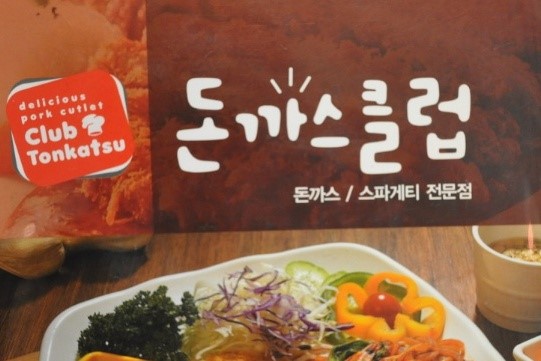 delicious
pork cutlet
Club
Tonkatsu
돈까스클럽
돈까스 / 스파게티 전문점